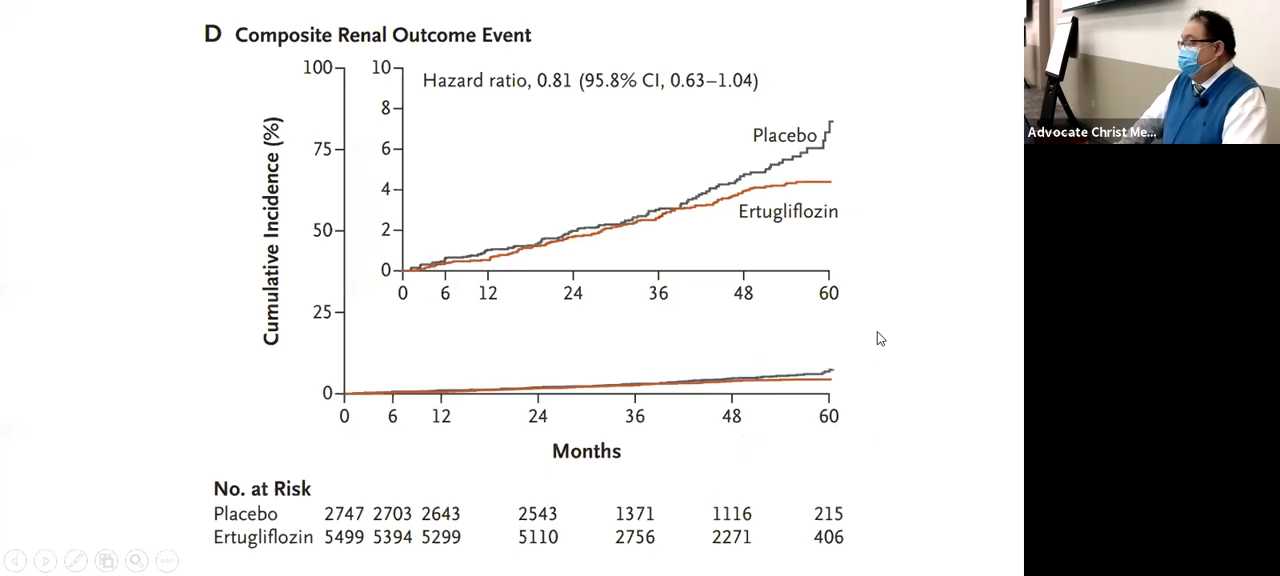 D Composite Renal Outcome Event
Cumulative Incidence (%)
100
75
50
25
0
10
8
6
4
2
0
Hazard ratio, 0.81 (95.8% CI, 0.63–1.04)
Placebo
Ertugliflozin
0 6 12 24 36 48 60
0 6 12 24 36 48 60
Months
No. at Risk
Placebo 2747 2703 2643 2543 1371 1116 215
Ertugliflozin 5499 5394 5299 5110 2756 2271 406
Advocate Christ Me...